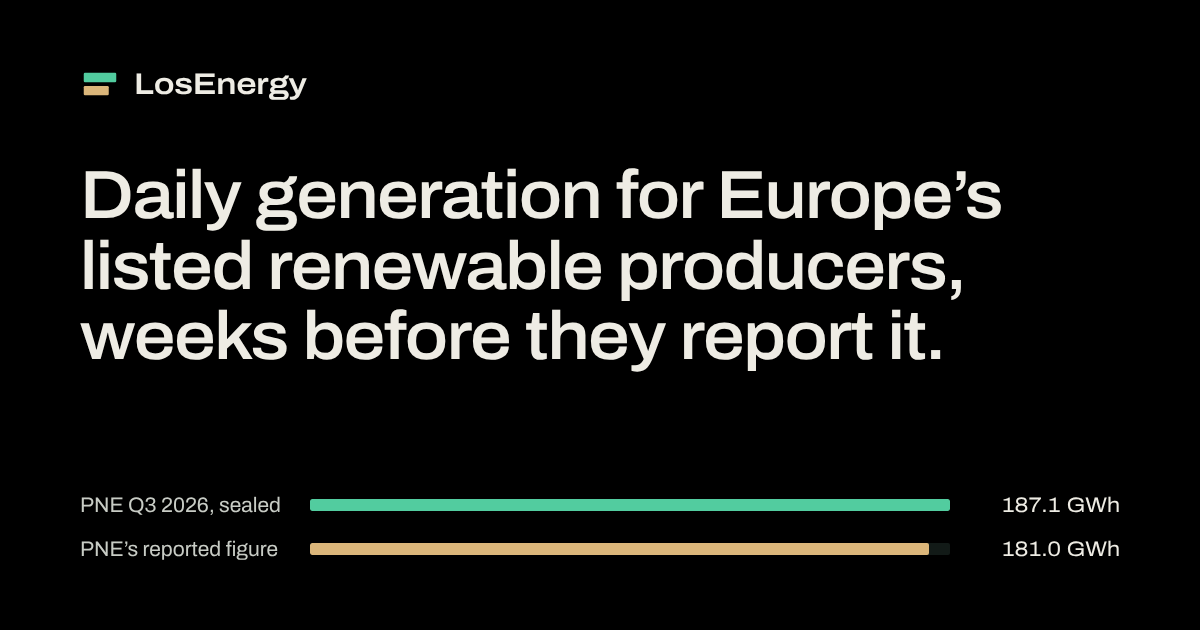 LosEnergy
Daily generation for Europe’s
listed renewable producers,
weeks before they report it.
PNE Q3 2026, sealed 187.1 GWh
PNE’s reported figure 181.0 GWh